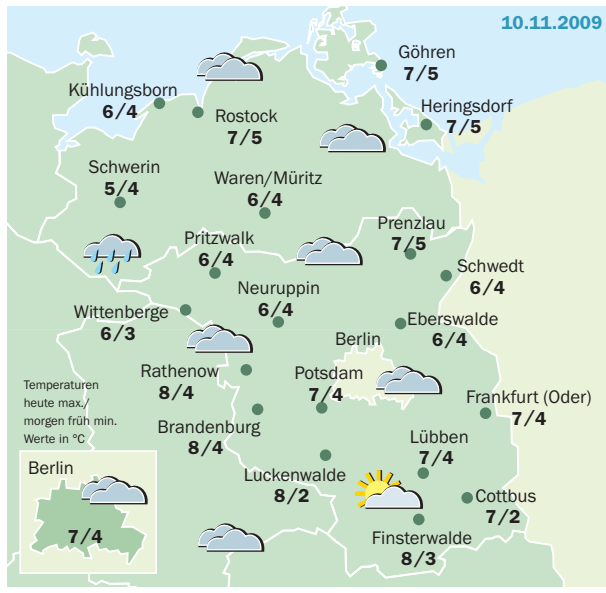 10.11.2009
Göhren
7/5
Kühlungsborn
6/4
Rostock
7/5
Heringsdorf
7/5
Schwerin
5/4
Waren/Müritz
6/4
Prenzlau
7/5
Pritzwalk
6/4
Schwedt
6/4
Neuruppin
6/4
Wittenberge
6/3
Eberswalde
6/4
Berlin
Rathenow
8/4
Potsdam
7/4
Temperaturen
heute max./
morgen früh min.
Werte in °C
Frankfurt (Oder)
7/4
Brandenburg
8/4
Lübben
7/4
Luckenwalde
8/2
Cottbus
7/2
Finsterwalde
8/3
Berlin
7/4